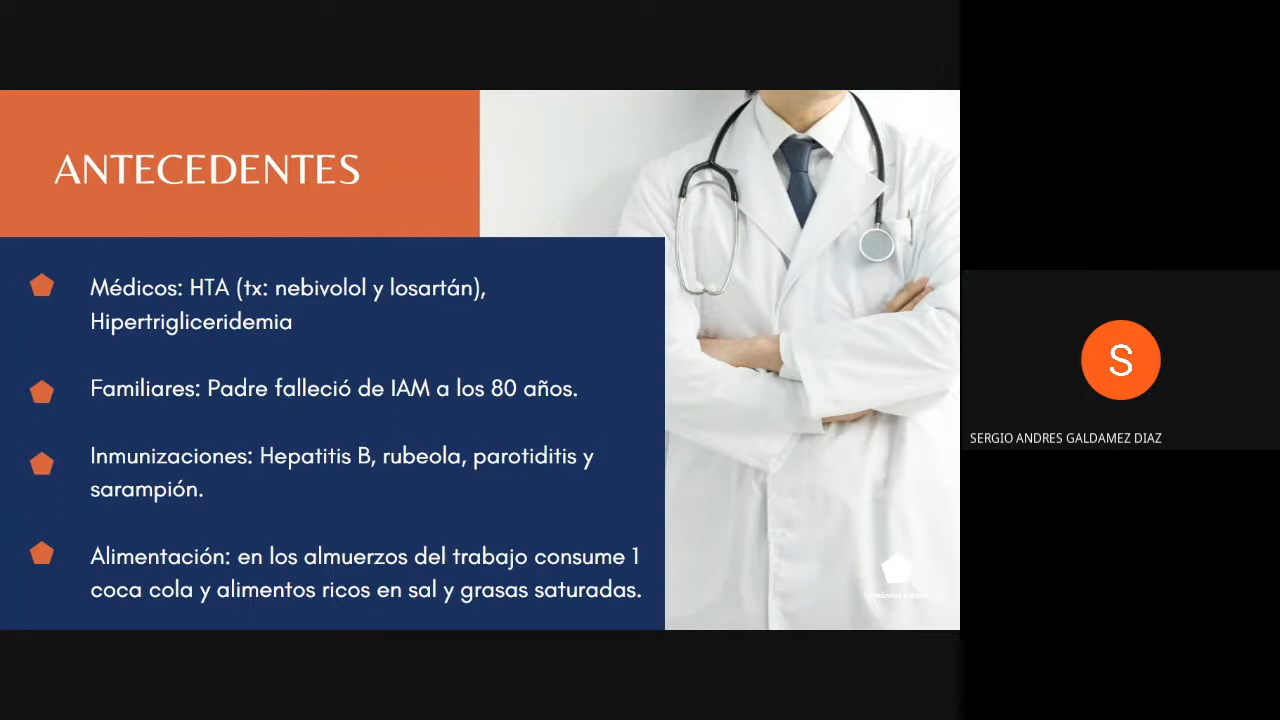 ANTECEDENTES
Médicos: HTA (tx: nebivolol y losartán),
Hipertrigliceridemia
Familiares: Padre falleció de IAM a los 80 años.
Inmunizaciones: Hepatitis B, rubeola, parotiditis y
sarampión.
Alimentación: en los almuerzos del trabajo consume 1
coca cola y alimentos ricos en sal y grasas saturadas.
S
SERGIO ANDRES GALDAMEZ DIAZ